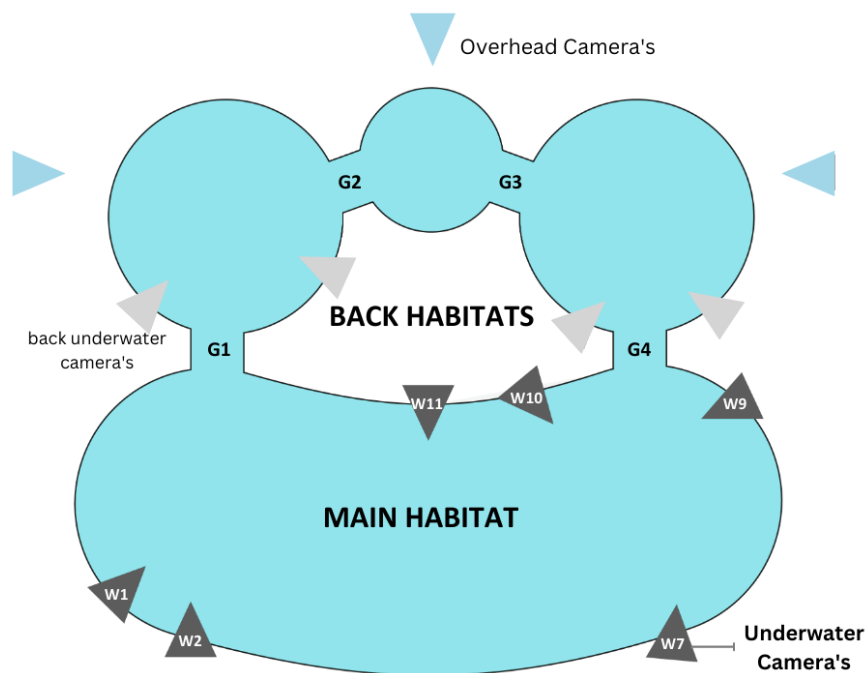 Overhead Camera's
G2
G3
BACK HABITATS
back underwater
camera's
G1
G4
W11
W10
W9
MAIN HABITAT
W1
W2
W7
Underwater
Camera's